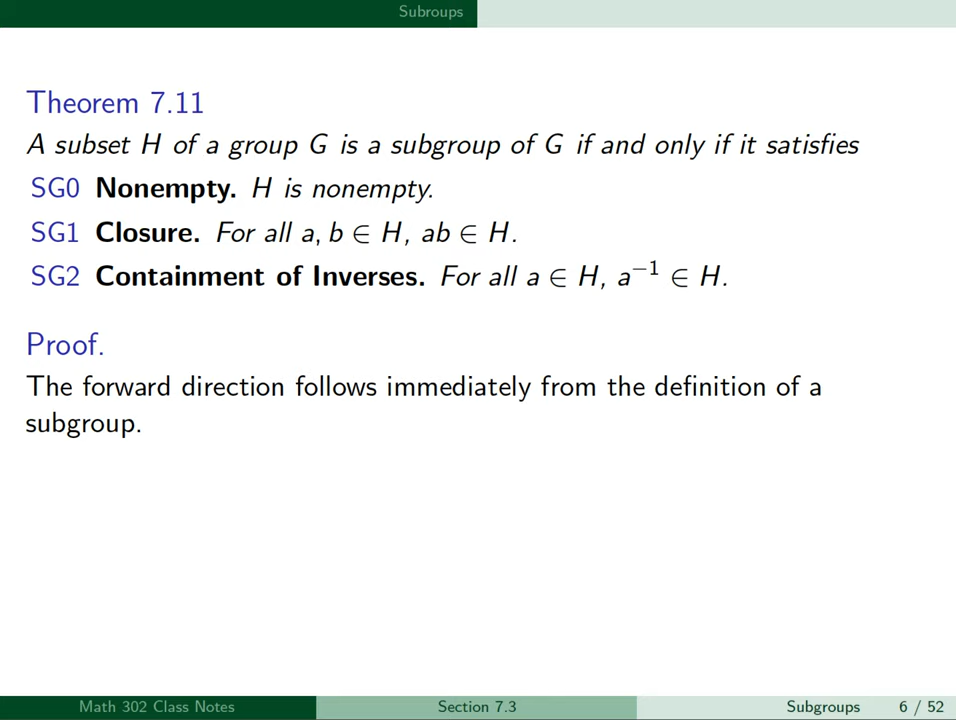 Subroups
Theorem 7.11
A subset H of a group G is a subgroup of G if and only if it satisfies
SG0 Nonempty. H is nonempty.
SG1 Closure. For all a, b ∈ H, ab ∈ H.
SG2 Containment of Inverses. For all a ∈ H, a⁻¹ ∈ H.
Proof.
The forward direction follows immediately from the definition of a
subgroup.
Math 302 Class Notes Section 7.3 Subgroups 6 / 52